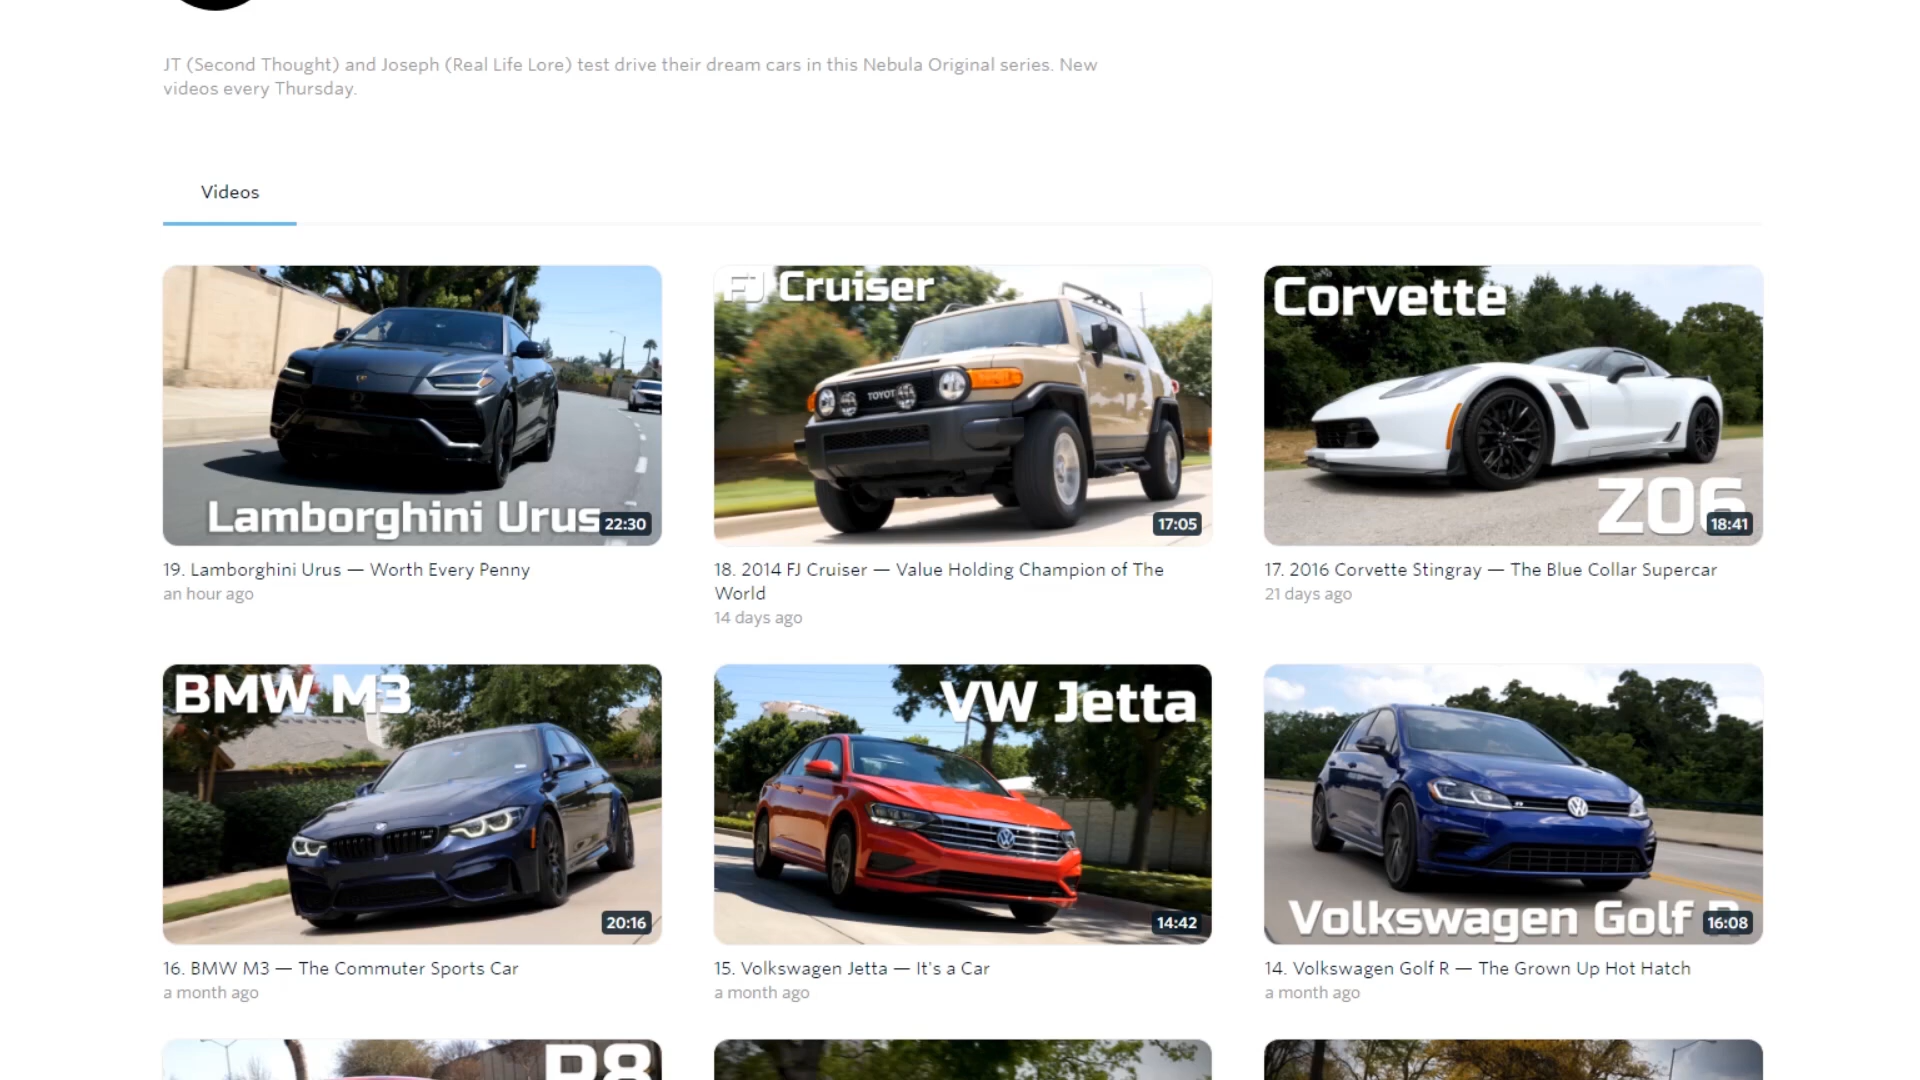 JT (Second Thought) and Joseph (Real Life Lore) test drive their dream cars in this Nebula Original series. New
videos every Thursday.
Videos
Lamborghini Urus
22:30
FJ Cruiser
TOYOT
17:05
Corvette
Z06
18:41
19. Lamborghini Urus — Worth Every Penny
an hour ago
18. 2014 FJ Cruiser — Value Holding Champion of The
World
14 days ago
17. 2016 Corvette Stingray — The Blue Collar Supercar
21 days ago
BMW M3
20:16
VW Jetta
14:42
Volkswagen Golf R
16:08
16. BMW M3 — The Commuter Sports Car
a month ago
15. Volkswagen Jetta — It's a Car
a month ago
14. Volkswagen Golf R — The Grown Up Hot Hatch
a month ago
R8